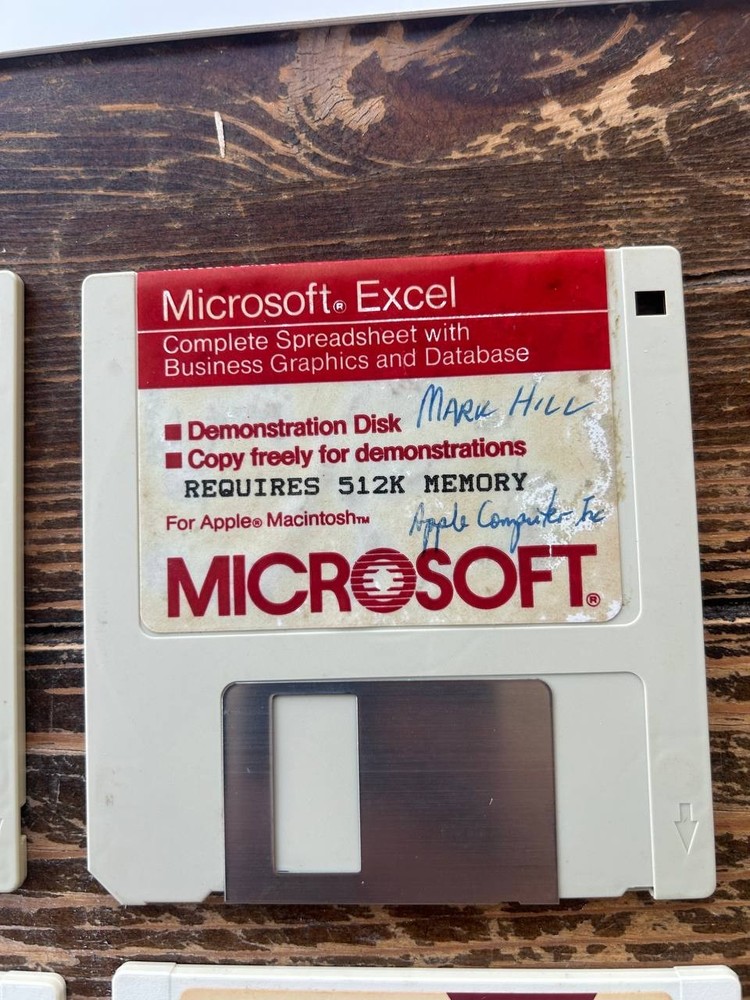 Microsoft® Excel
Complete Spreadsheet with
Business Graphics and Database
■ Demonstration Disk MARK HILL
■ Copy freely for demonstrations
REQUIRES 512K MEMORY
For Apple® Macintosh™ Apple Computer Inc
MICROSOFT®